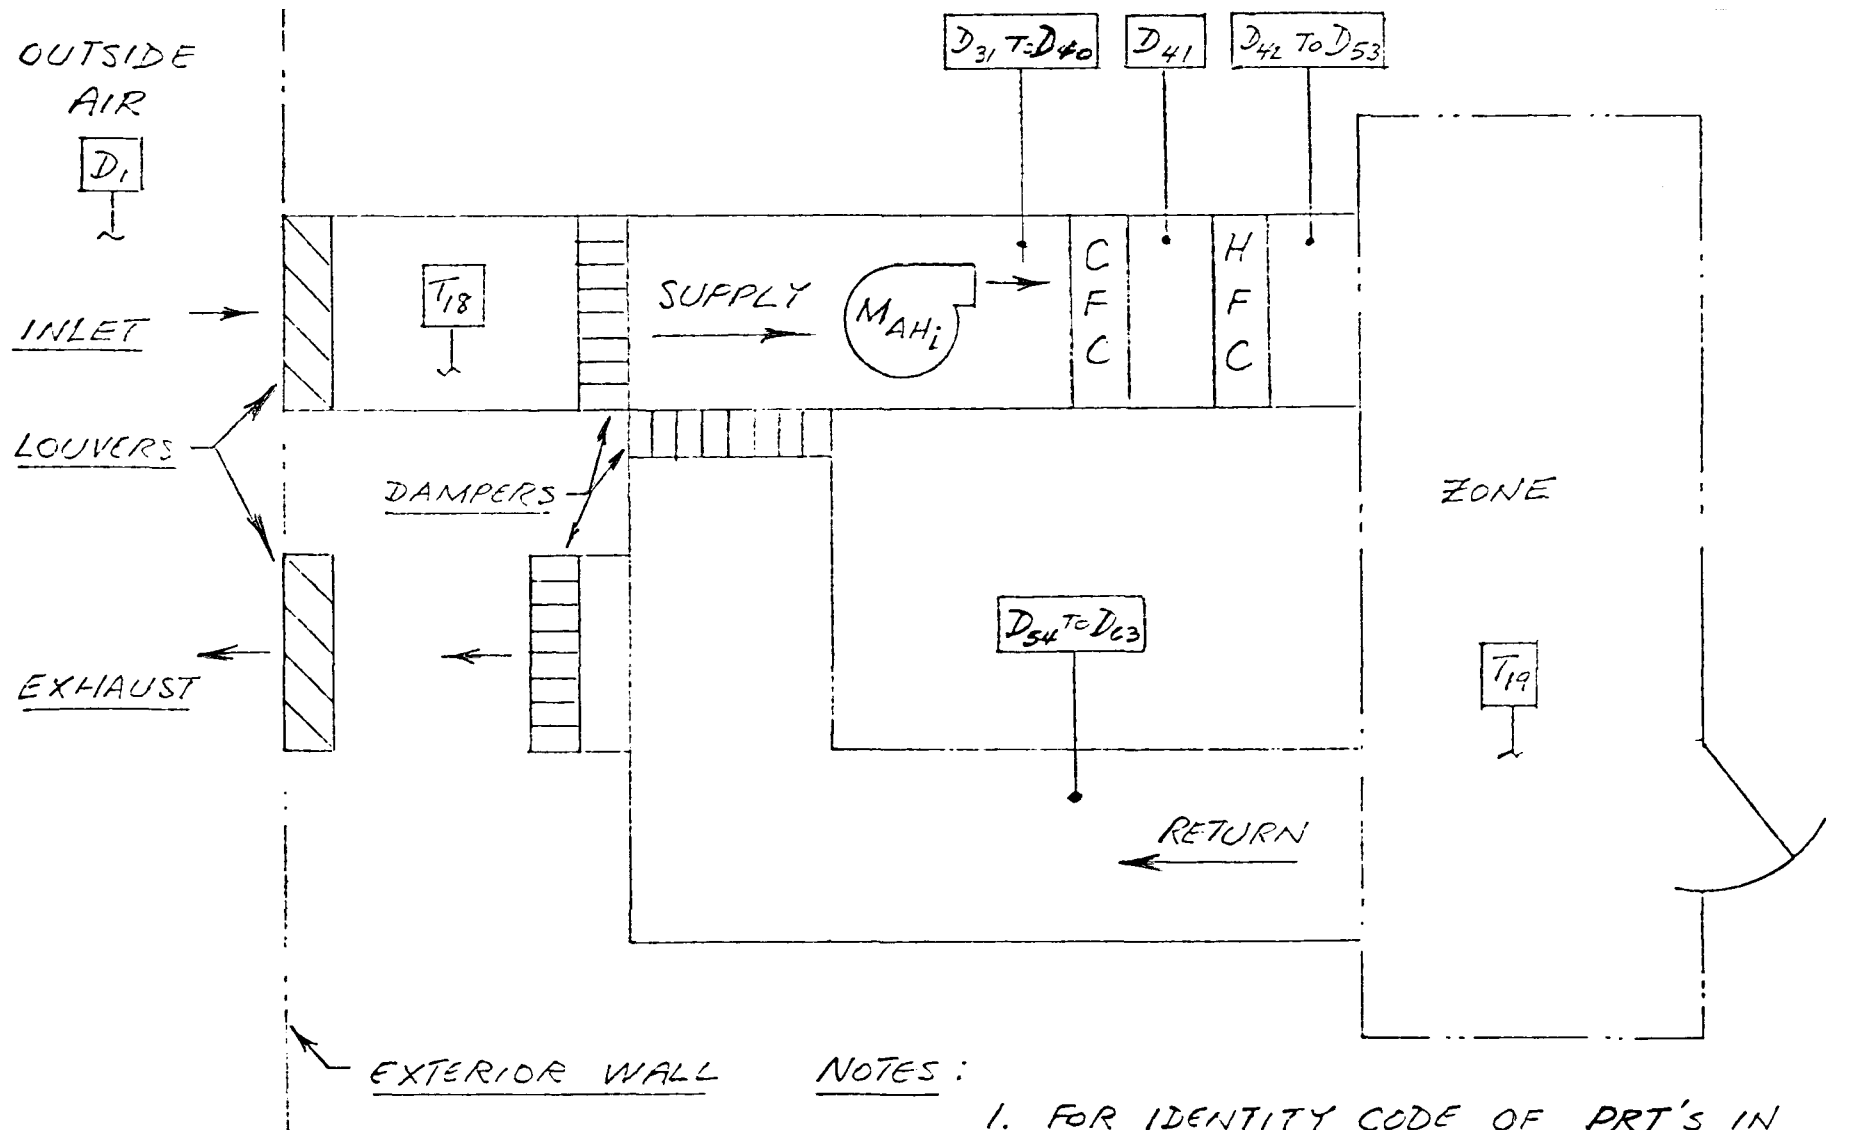 OUTSIDE
AIR
D1
D31 TO D40
D41
D42 TO D53
INLET
T18
SUPPLY
MAHi
C
F
C
H
F
C
LOUVERS
DAMPERS
ZONE
EXHAUST
D54 TO D63
T19
RETURN
EXTERIOR WALL
NOTES:
1. FOR IDENTITY CODE OF PRT'S IN